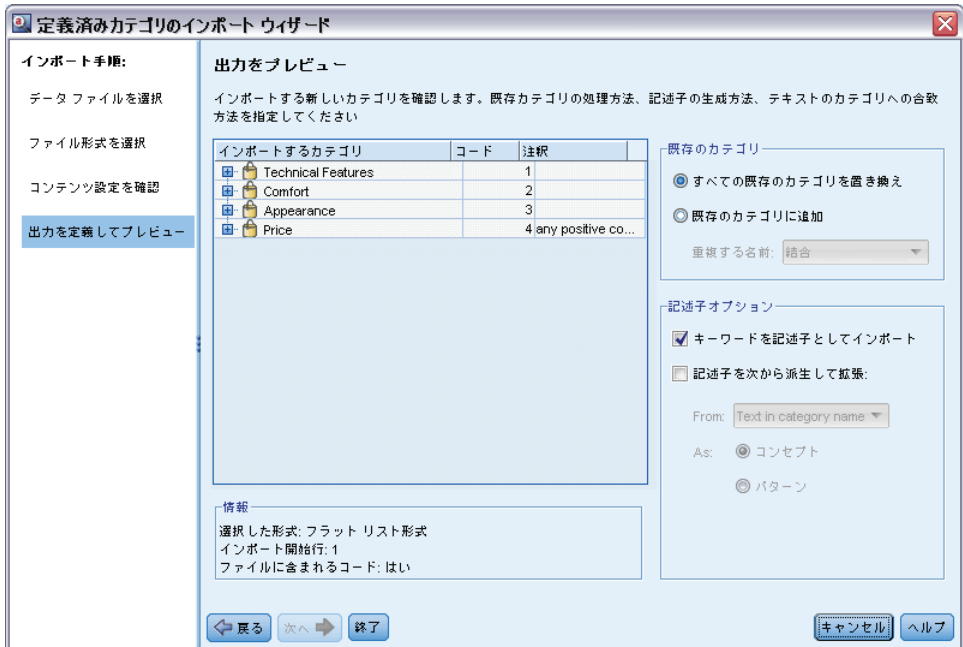 定義済みカテゴリのインポート ウィザード
インポート手順:
データ ファイルを選択
ファイル形式を選択
コンテンツ設定を確認
出力を定義してプレビュー
出力をプレビュー
インポートする新しいカテゴリを確認します。既存カテゴリの処理方法、記述子の生成方法、テキストのカテゴリへの合致
方法を指定してください
インポートするカテゴリ コード 注釈
Technical Features 1
Comfort 2
Appearance 3
Price 4 any positive co...
情報
選択した形式: フラット リスト形式
インポート開始行: 1
ファイルに含まれるコード: はい
既存のカテゴリ
すべての既存のカテゴリを置き換え
既存のカテゴリに追加
重複する名前: 結合
記述子オプション
キーワードを記述子としてインポート
記述子を次から派生して拡張:
From: Text in category name
As: コンセプト
パターン
戻る 次へ 終了 キャンセル ヘルプ